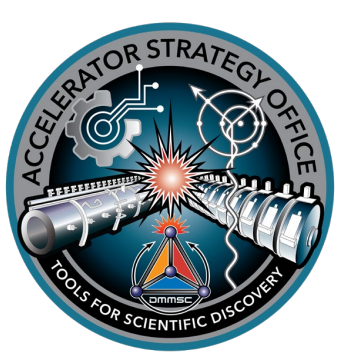 ACCELERATOR STRATEGY OFFICE
DMMSC
TOOLS FOR SCIENTIFIC DISCOVERY